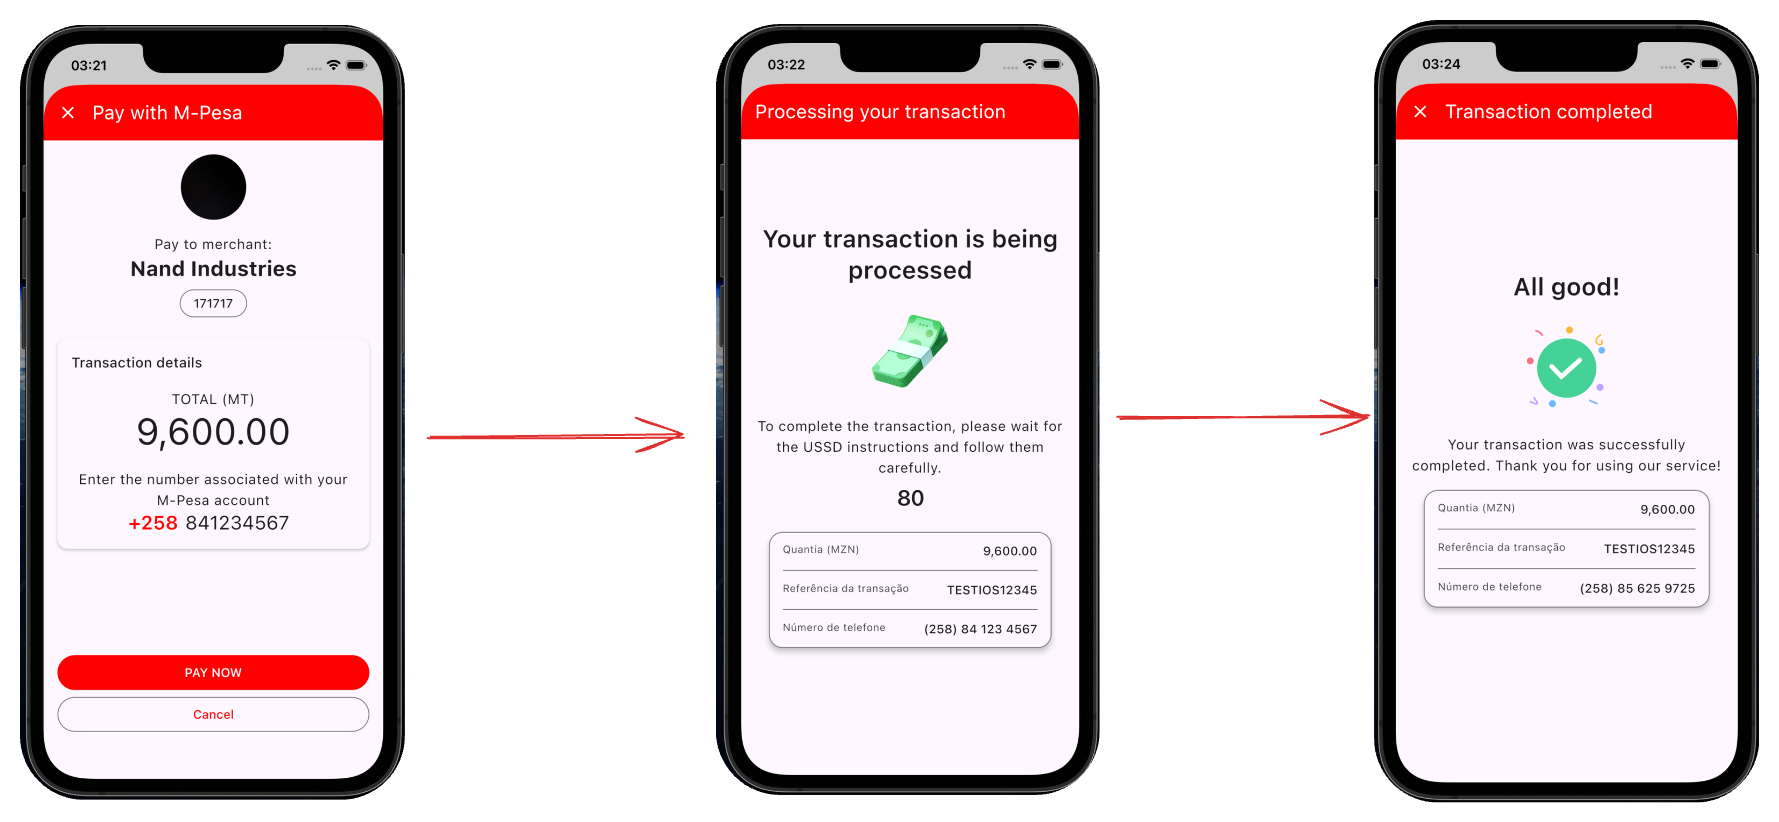 03:21
Pay with M-Pesa
Pay to merchant:
Nand Industries
171717
Transaction details
TOTAL (MT)
9,600.00
Enter the number associated with your
M-Pesa account
+258 841234567
PAY NOW
Cancel
03:22
Processing your transaction
Your transaction is being
processed
To complete the transaction, please wait for
the USSD instructions and follow them
carefully.
80
Quantia (MZN) 9,600.00
Referência da transação TESTIOS12345
Número de telefone (258) 84 123 4567
03:24
Transaction completed
All good!
Your transaction was successfully
completed. Thank you for using our service!
Quantia (MZN) 9,600.00
Referência da transação TESTIOS12345
Número de telefone (258) 85 625 9725